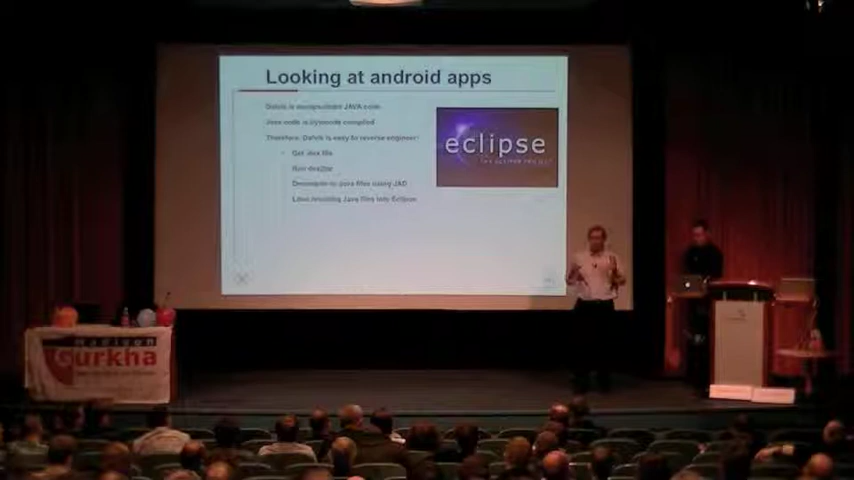 Looking at android apps
Dalvik is encapsulated JAVA code
Java code is bytecode compiled
Therefore, Dalvik is easy to reverse engineer:
Get .dex file
Run dex2jar
Decompile to java files using JAD
Load resulting Java files into Eclipse
eclipse
Madison
Gurkha